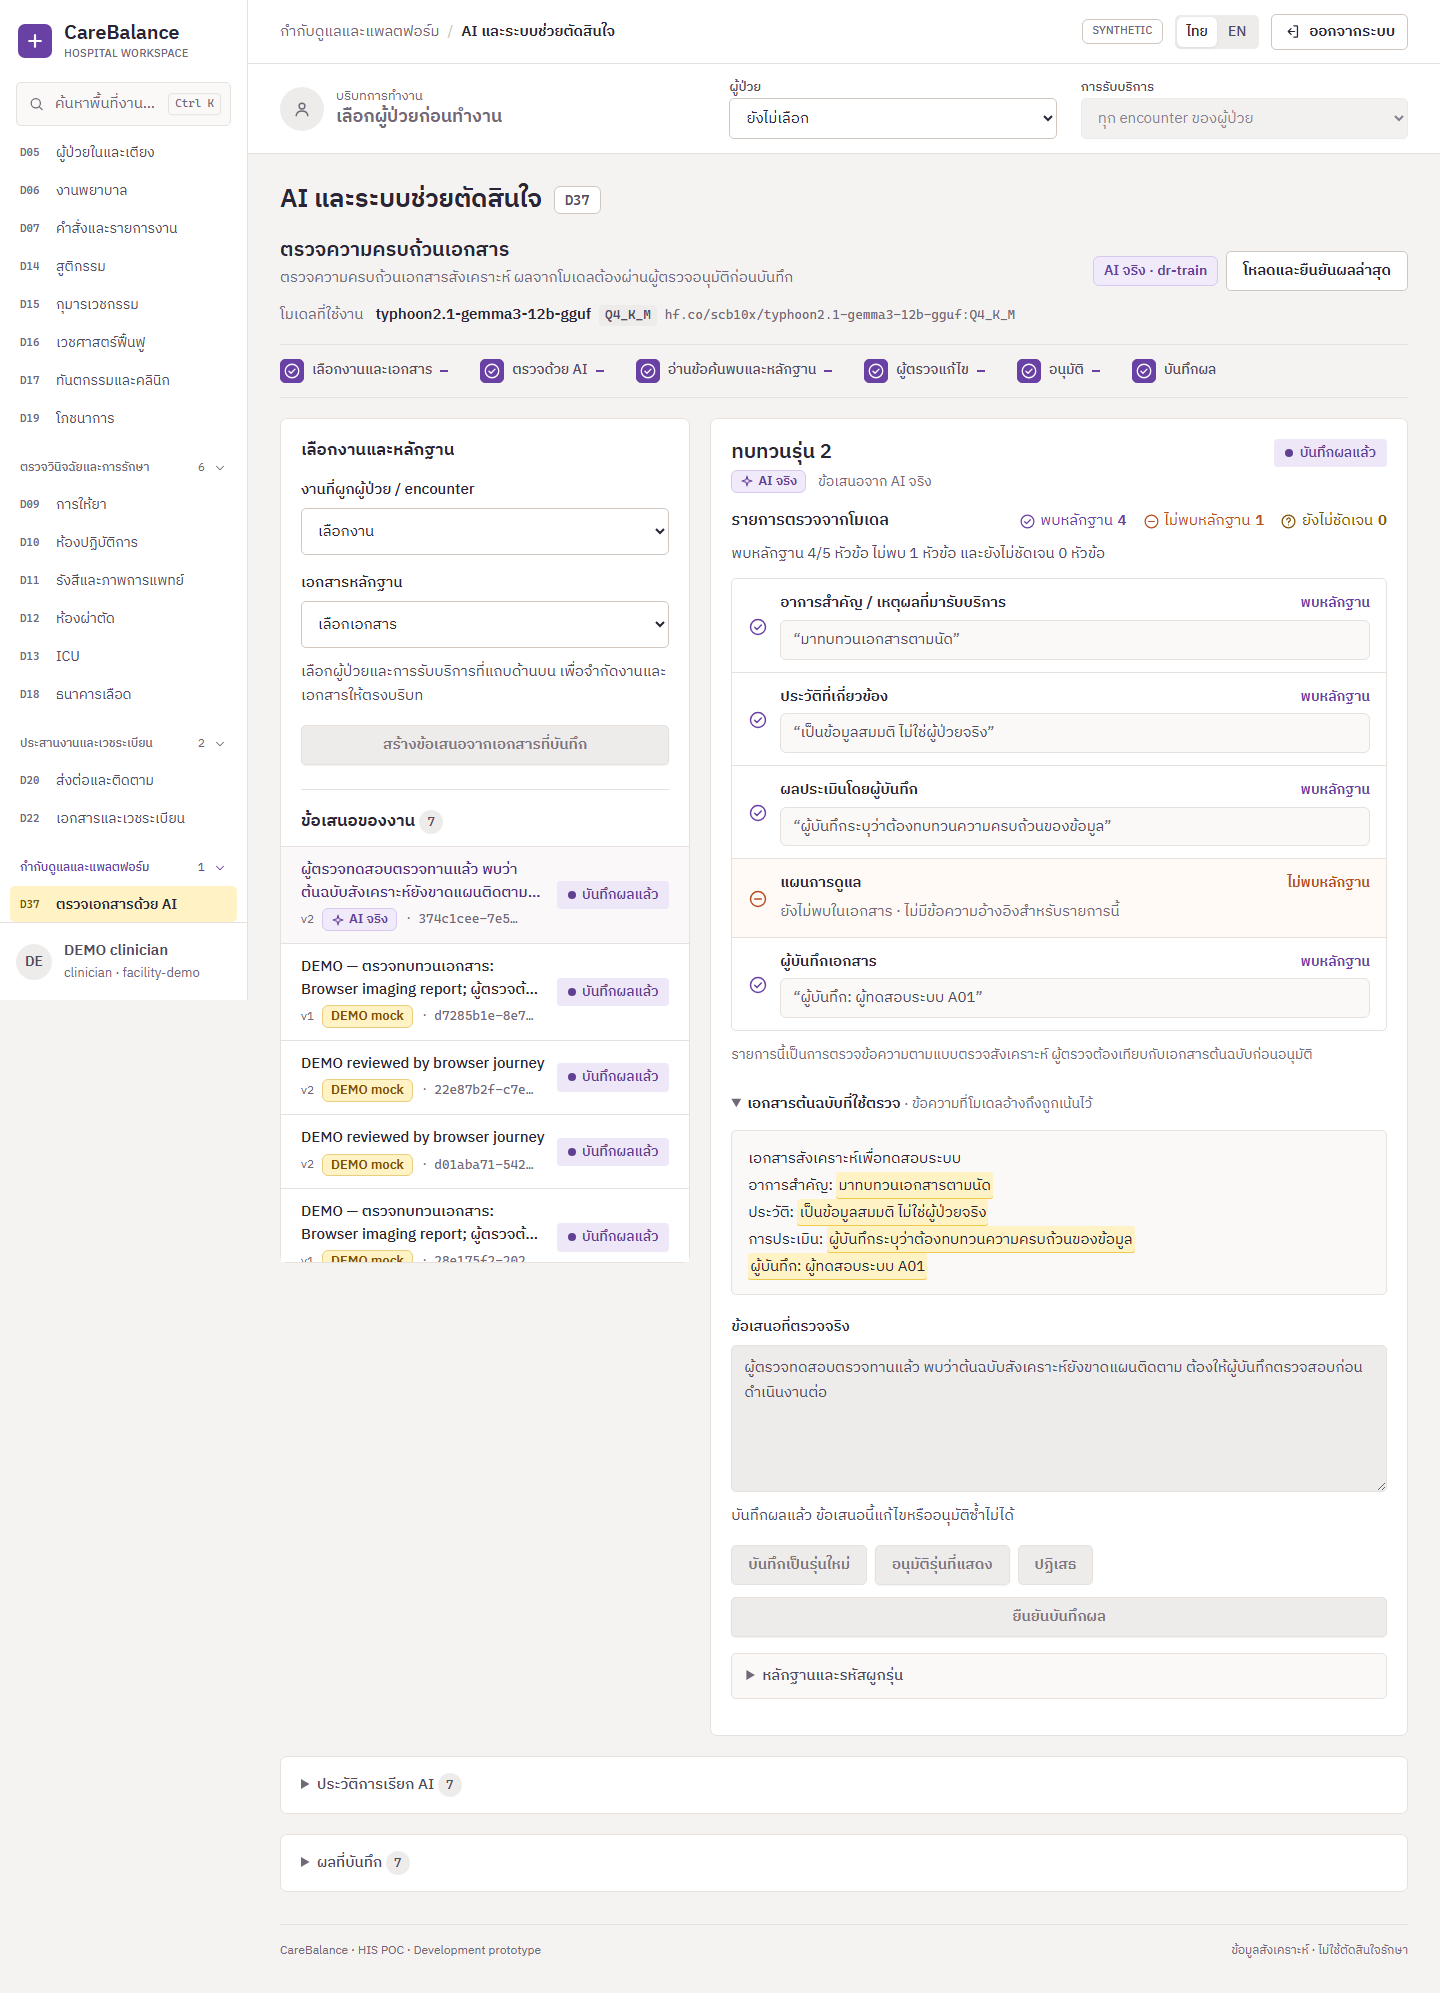 CareBalance
HOSPITAL WORKSPACE
ค้นหาพื้นที่งาน... Ctrl K
D05 ผู้ป่วยในและเตียง
D06 งานพยาบาล
D07 คำสั่งและรายการงาน
D14 สูติกรรม
D15 กุมารเวชกรรม
D16 เวชศาสตร์ฟื้นฟู
D17 ทันตกรรมและคลินิก
D19 โภชนาการ
ตรวจวินิจฉัยและการรักษา 6
D09 การให้ยา
D10 ห้องปฏิบัติการ
D11 รังสีและภาพการแพทย์
D12 ห้องผ่าตัด
D13 ICU
D18 ธนาคารเลือด
ประสานงานและเวชระเบียน 2
D20 ส่งต่อและติดตาม
D22 เอกสารและเวชระเบียน
กำกับดูแลและแพลตฟอร์ม 1
D37 ตรวจเอกสารด้วย AI
DE DEMO clinician
clinician · facility-demo
กำกับดูแลและแพลตฟอร์ม / AI และระบบช่วยตัดสินใจ
SYNTHETIC ไทย EN ออกจากระบบ
บริบทการทำงาน
เลือกผู้ป่วยก่อนทำงาน
ผู้ป่วย
ยังไม่เลือก
การรับบริการ
ทุก encounter ของผู้ป่วย
AI และระบบช่วยตัดสินใจ D37
ตรวจความครบถ้วนเอกสาร
ตรวจความครบถ้วนเอกสารสังเคราะห์ ผลจากโมเดลต้องผ่านผู้ตรวจอนุมัติก่อนบันทึก
AI จริง · dr-train โหลดและยืนยันผลล่าสุด
โมเดลที่ใช้งาน typhoon2.1-gemma3-12b-gguf Q4_K_M hf.co/scb10x/typhoon2.1-gemma3-12b-gguf:Q4_K_M
เลือกงานและเอกสาร – ตรวจด้วย AI – อ่านข้อค้นพบและหลักฐาน – ผู้ตรวจแก้ไข – อนุมัติ – บันทึกผล
เลือกงานและหลักฐาน
งานที่ผูกผู้ป่วย / encounter
เลือกงาน
เอกสารหลักฐาน
เลือกเอกสาร
เลือกผู้ป่วยและการรับบริการที่แถบด้านบน เพื่อจำกัดงานและ
เอกสารให้ตรงบริบท
สร้างข้อเสนอจากเอกสารที่บันทึก
ข้อเสนอของงาน 7
ผู้ตรวจทดสอบตรวจทานแล้ว พบว่า
ต้นฉบับสังเคราะห์ยังขาดแผนติดตาม... บันทึกผลแล้ว
v2 AI จริง · 374c1cee-7e5…
DEMO — ตรวจทบทวนเอกสาร:
Browser imaging report; ผู้ตรวจต้... บันทึกผลแล้ว
v1 DEMO mock · d7285b1e-8e7…
DEMO reviewed by browser journey บันทึกผลแล้ว
v2 DEMO mock · 22e87b2f-c7e…
DEMO reviewed by browser journey บันทึกผลแล้ว
v2 DEMO mock · d01aba71-542…
DEMO — ตรวจทบทวนเอกสาร:
Browser imaging report; ผู้ตรวจต้... บันทึกผลแล้ว
v1 DEMO mock · 28e175f2-202…
ทบทวนรุ่น 2 บันทึกผลแล้ว
AI จริง ข้อเสนอจาก AI จริง
รายการตรวจจากโมเดล พบหลักฐาน 4 ไม่พบหลักฐาน 1 ยังไม่ชัดเจน 0
พบหลักฐาน 4/5 หัวข้อ ไม่พบ 1 หัวข้อ และยังไม่ชัดเจน 0 หัวข้อ
อาการสำคัญ / เหตุผลที่มารับบริการ พบหลักฐาน
“มาทบทวนเอกสารตามนัด”
ประวัติที่เกี่ยวข้อง พบหลักฐาน
“เป็นข้อมูลสมมติ ไม่ใช่ผู้ป่วยจริง”
ผลประเมินโดยผู้บันทึก พบหลักฐาน
“ผู้บันทึกระบุว่าต้องทบทวนความครบถ้วนของข้อมูล”
แผนการดูแล ไม่พบหลักฐาน
ยังไม่พบในเอกสาร · ไม่มีข้อความอ้างอิงสำหรับรายการนี้
ผู้บันทึกเอกสาร พบหลักฐาน
“ผู้บันทึก: ผู้ทดสอบระบบ A01”
รายการนี้เป็นการตรวจข้อความตามแบบตรวจสังเคราะห์ ผู้ตรวจต้องเทียบกับเอกสารต้นฉบับก่อนอนุมัติ
▼ เอกสารต้นฉบับที่ใช้ตรวจ · ข้อความที่โมเดลอ้างถึงถูกเน้นไว้
เอกสารสังเคราะห์เพื่อทดสอบระบบ
อาการสำคัญ: มาทบทวนเอกสารตามนัด
ประวัติ: เป็นข้อมูลสมมติ ไม่ใช่ผู้ป่วยจริง
การประเมิน: ผู้บันทึกระบุว่าต้องทบทวนความครบถ้วนของข้อมูล
ผู้บันทึก: ผู้ทดสอบระบบ A01
ข้อเสนอที่ตรวจจริง
ผู้ตรวจทดสอบตรวจทานแล้ว พบว่าต้นฉบับสังเคราะห์ยังขาดแผนติดตาม ต้องให้ผู้บันทึกตรวจสอบก่อน
ดำเนินงานต่อ
บันทึกผลแล้ว ข้อเสนอนี้แก้ไขหรืออนุมัติซ้ำไม่ได้
บันทึกเป็นรุ่นใหม่ อนุมัติรุ่นที่แสดง ปฏิเสธ
ยืนยันบันทึกผล
▶ หลักฐานและรหัสผูกรุ่น
▶ ประวัติการเรียก AI 7
▶ ผลที่บันทึก 7
CareBalance · HIS POC · Development prototype
ข้อมูลสังเคราะห์ · ไม่ใช้ตัดสินใจรักษา